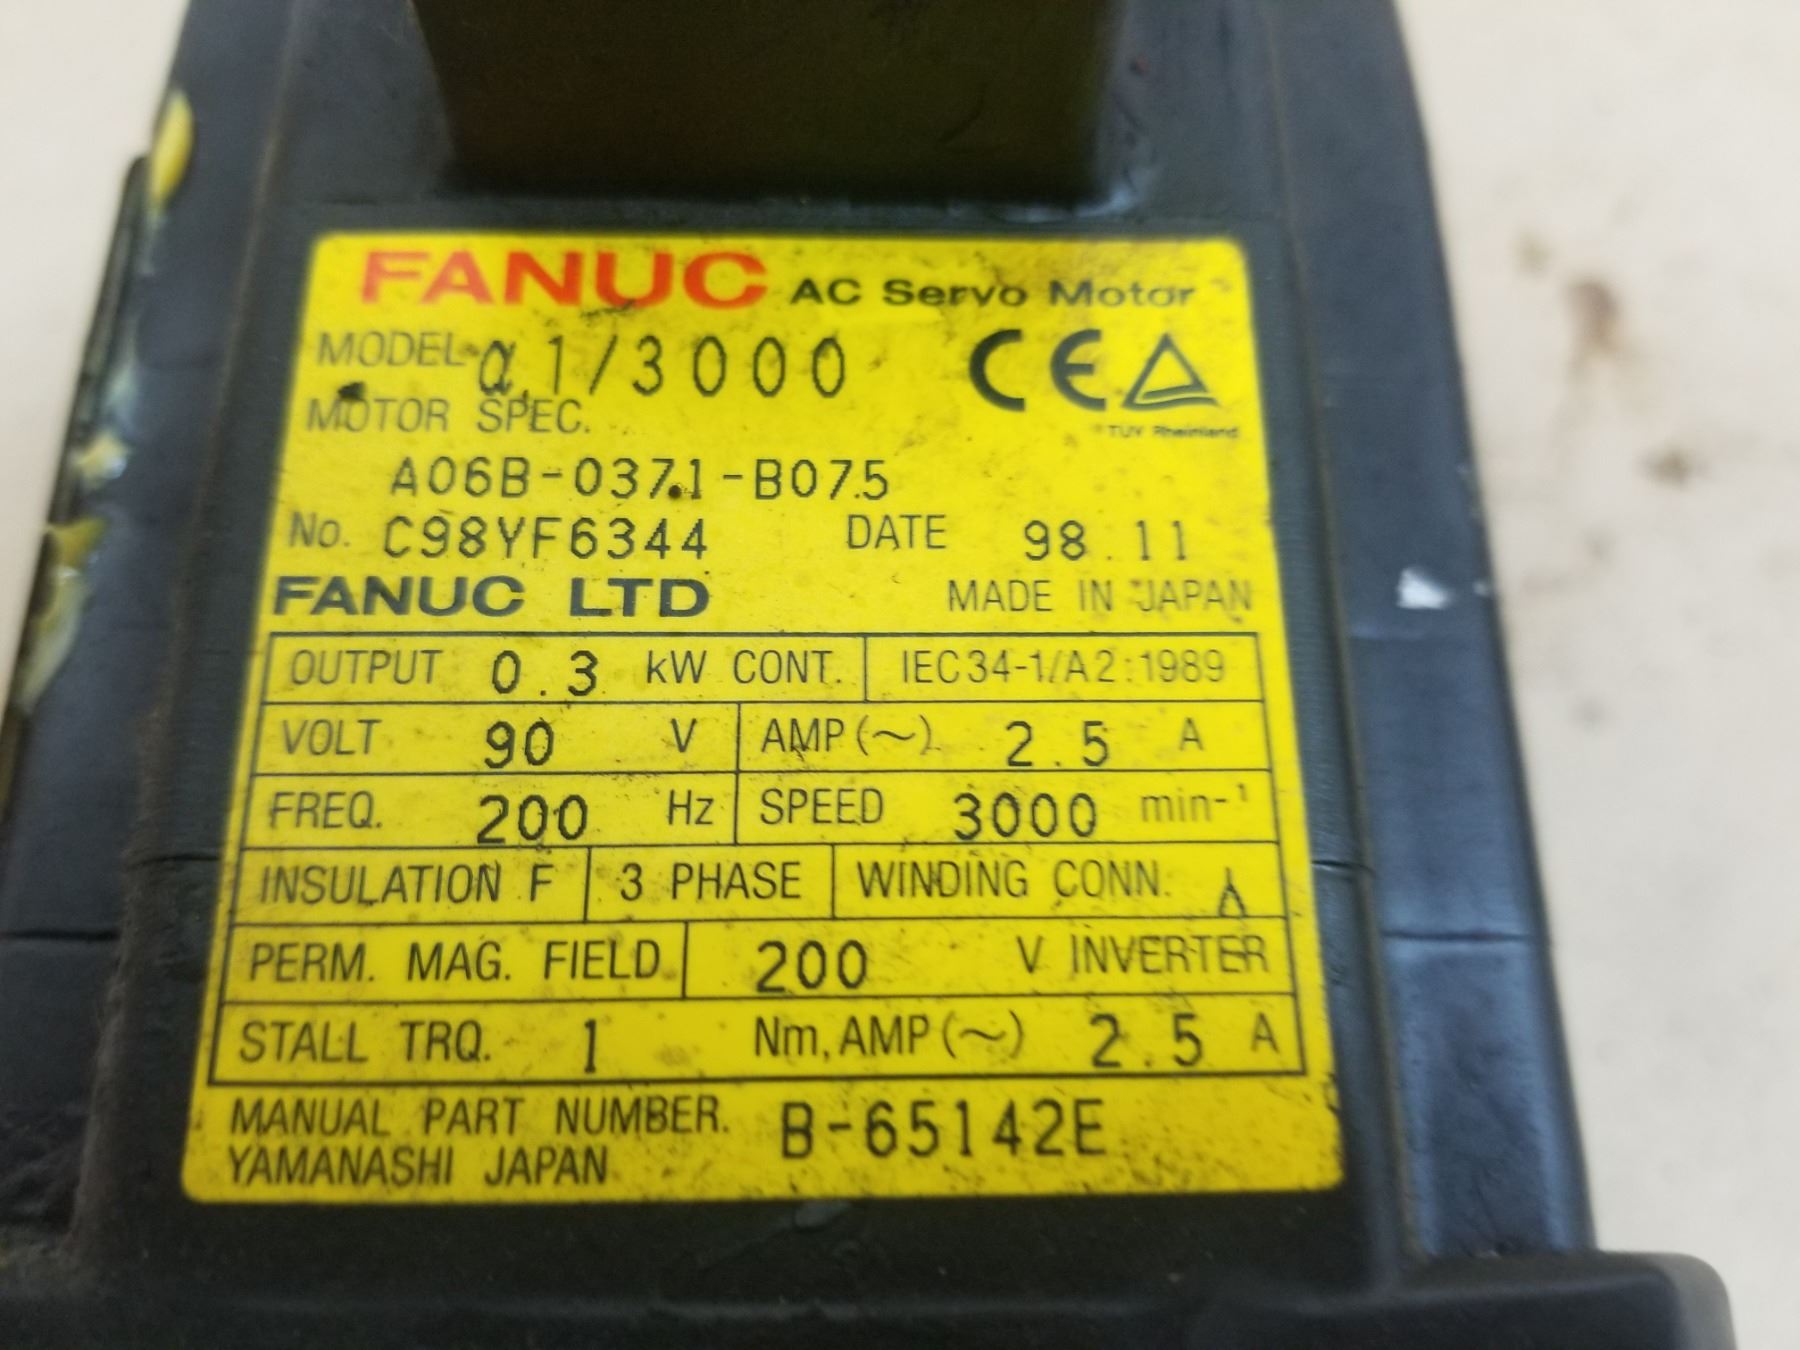 FANUC AC Servo Motor
MODEL α 1/3000
CE
TÜV Rheinland
MOTOR SPEC.
A06B-0371-B075
No. C98YF6344 DATE 98.11
FANUC LTD MADE IN JAPAN
OUTPUT 0.3 kW CONT. IEC34-1/A2:1989
VOLT 90 V AMP(~) 2.5 A
FREQ. 200 Hz SPEED 3000 min-¹
INSULATION F 3 PHASE WINDING CONN. Y
PERM. MAG. FIELD 200 V INVERTER
STALL TRQ. 1 Nm, AMP(~) 2.5 A
MANUAL PART NUMBER. B-65142E
YAMANASHI JAPAN